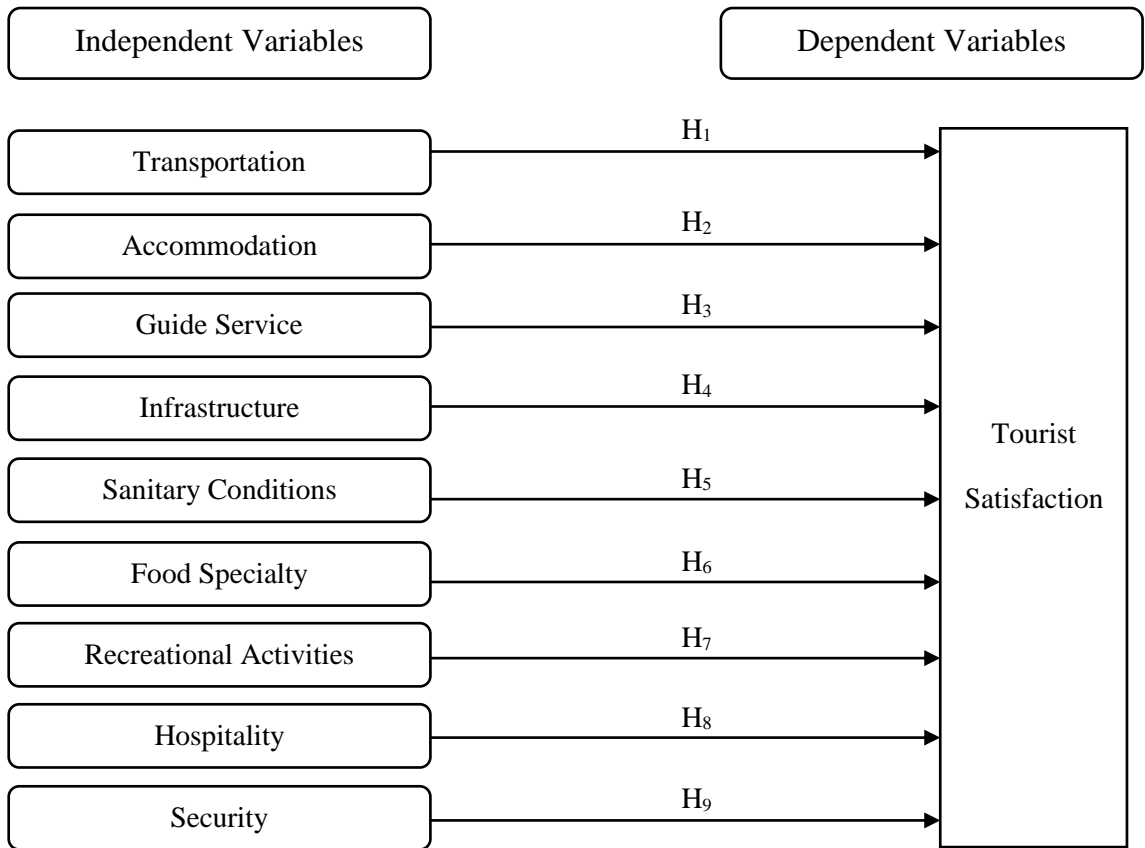 Independent Variables
Dependent Variables
Transportation
H₁
Accommodation
H₂
Guide Service
H₃
Infrastructure
H₄
Sanitary Conditions
H₅
Food Specialty
H₆
Recreational Activities
H₇
Hospitality
H₈
Security
H₉
Tourist
Satisfaction